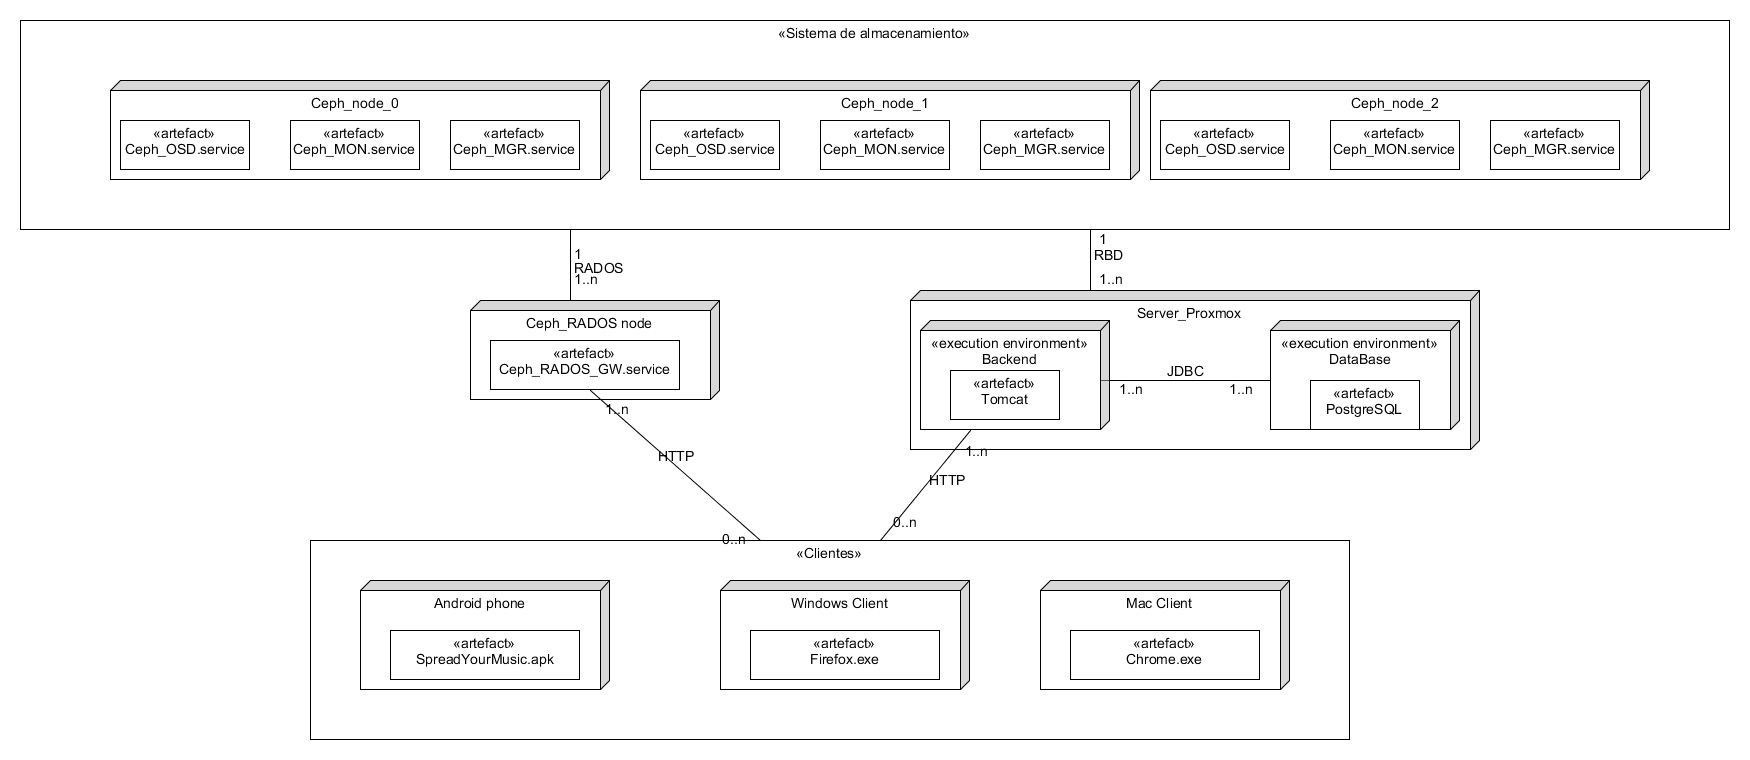 «Sistema de almacenamiento»
Ceph_node_0
«artefact»
Ceph_OSD.service
«artefact»
Ceph_MON.service
«artefact»
Ceph_MGR.service
Ceph_node_1
«artefact»
Ceph_OSD.service
«artefact»
Ceph_MON.service
«artefact»
Ceph_MGR.service
Ceph_node_2
«artefact»
Ceph_OSD.service
«artefact»
Ceph_MON.service
«artefact»
Ceph_MGR.service
1
RADOS
1..n
1
RBD
1..n
Ceph_RADOS node
«artefact»
Ceph_RADOS_GW.service
1..n
HTTP
0..n
Server_Proxmox
«execution environment»
Backend
«artefact»
Tomcat
JDBC
1..n
1..n
«execution environment»
DataBase
«artefact»
PostgreSQL
1..n
HTTP
0..n
«Clientes»
Android phone
«artefact»
SpreadYourMusic.apk
Windows Client
«artefact»
Firefox.exe
Mac Client
«artefact»
Chrome.exe